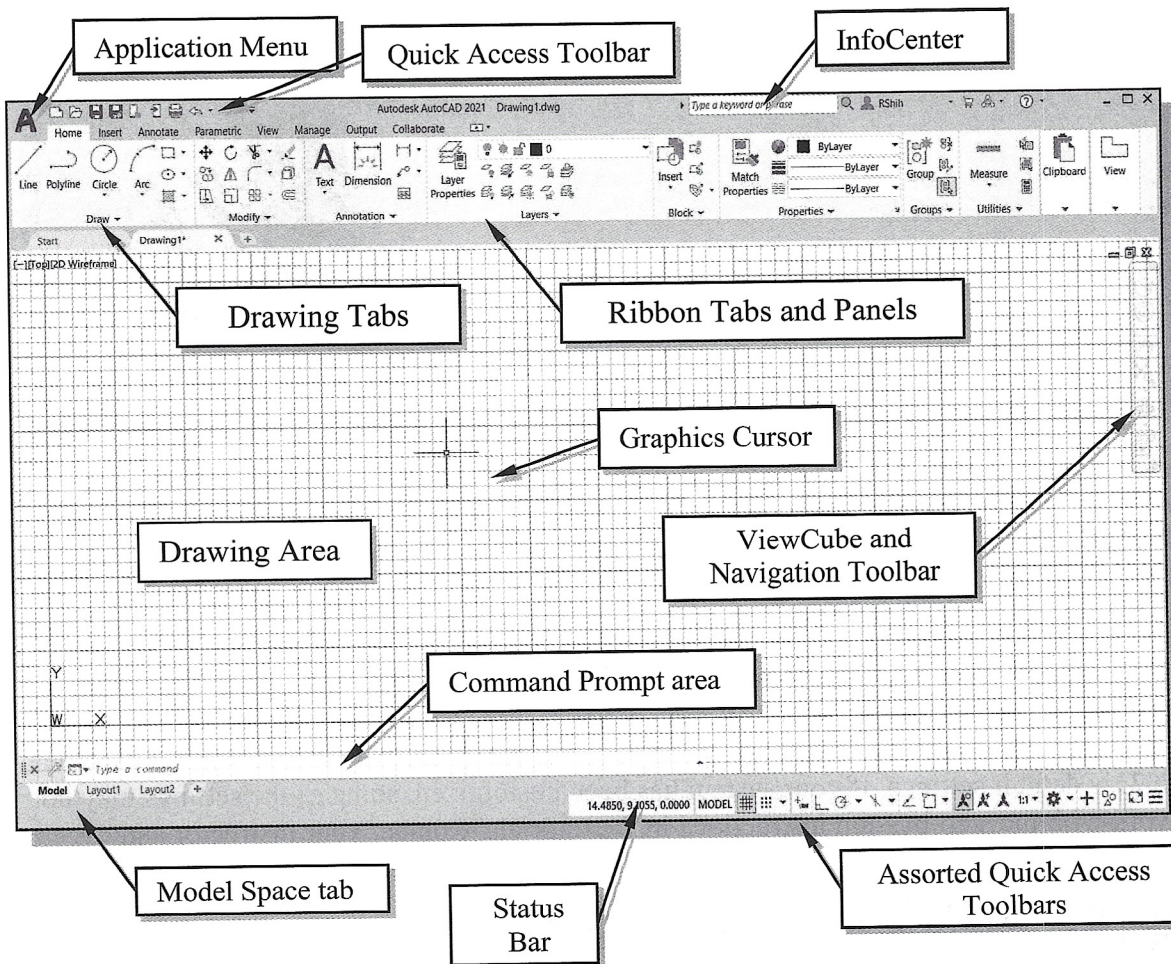 Application Menu
Quick Access Toolbar
InfoCenter
A
Autodesk AutoCAD 2021 Drawing1.dwg
Type a keyword or phrase
RShih
Home Insert Annotate Parametric View Manage Output Collaborate
Line Polyline Circle Arc
A
Text Dimension
Layer
Properties
0
Insert
Match
Properties
ByLayer
ByLayer
ByLayer
Group
Measure
Clipboard
View
Draw
Modify
Annotation
Layers
Block
Properties
Groups
Utilities
Start Drawing1*
[-][Top][2D Wireframe]
Drawing Tabs
Ribbon Tabs and Panels
Graphics Cursor
Drawing Area
ViewCube and
Navigation Toolbar
Command Prompt area
Y
W X
Type a command
Model Layout1 Layout2 +
14.4850, 9.1055, 0.0000 MODEL
1:1
Model Space tab
Status
Bar
Assorted Quick Access
Toolbars